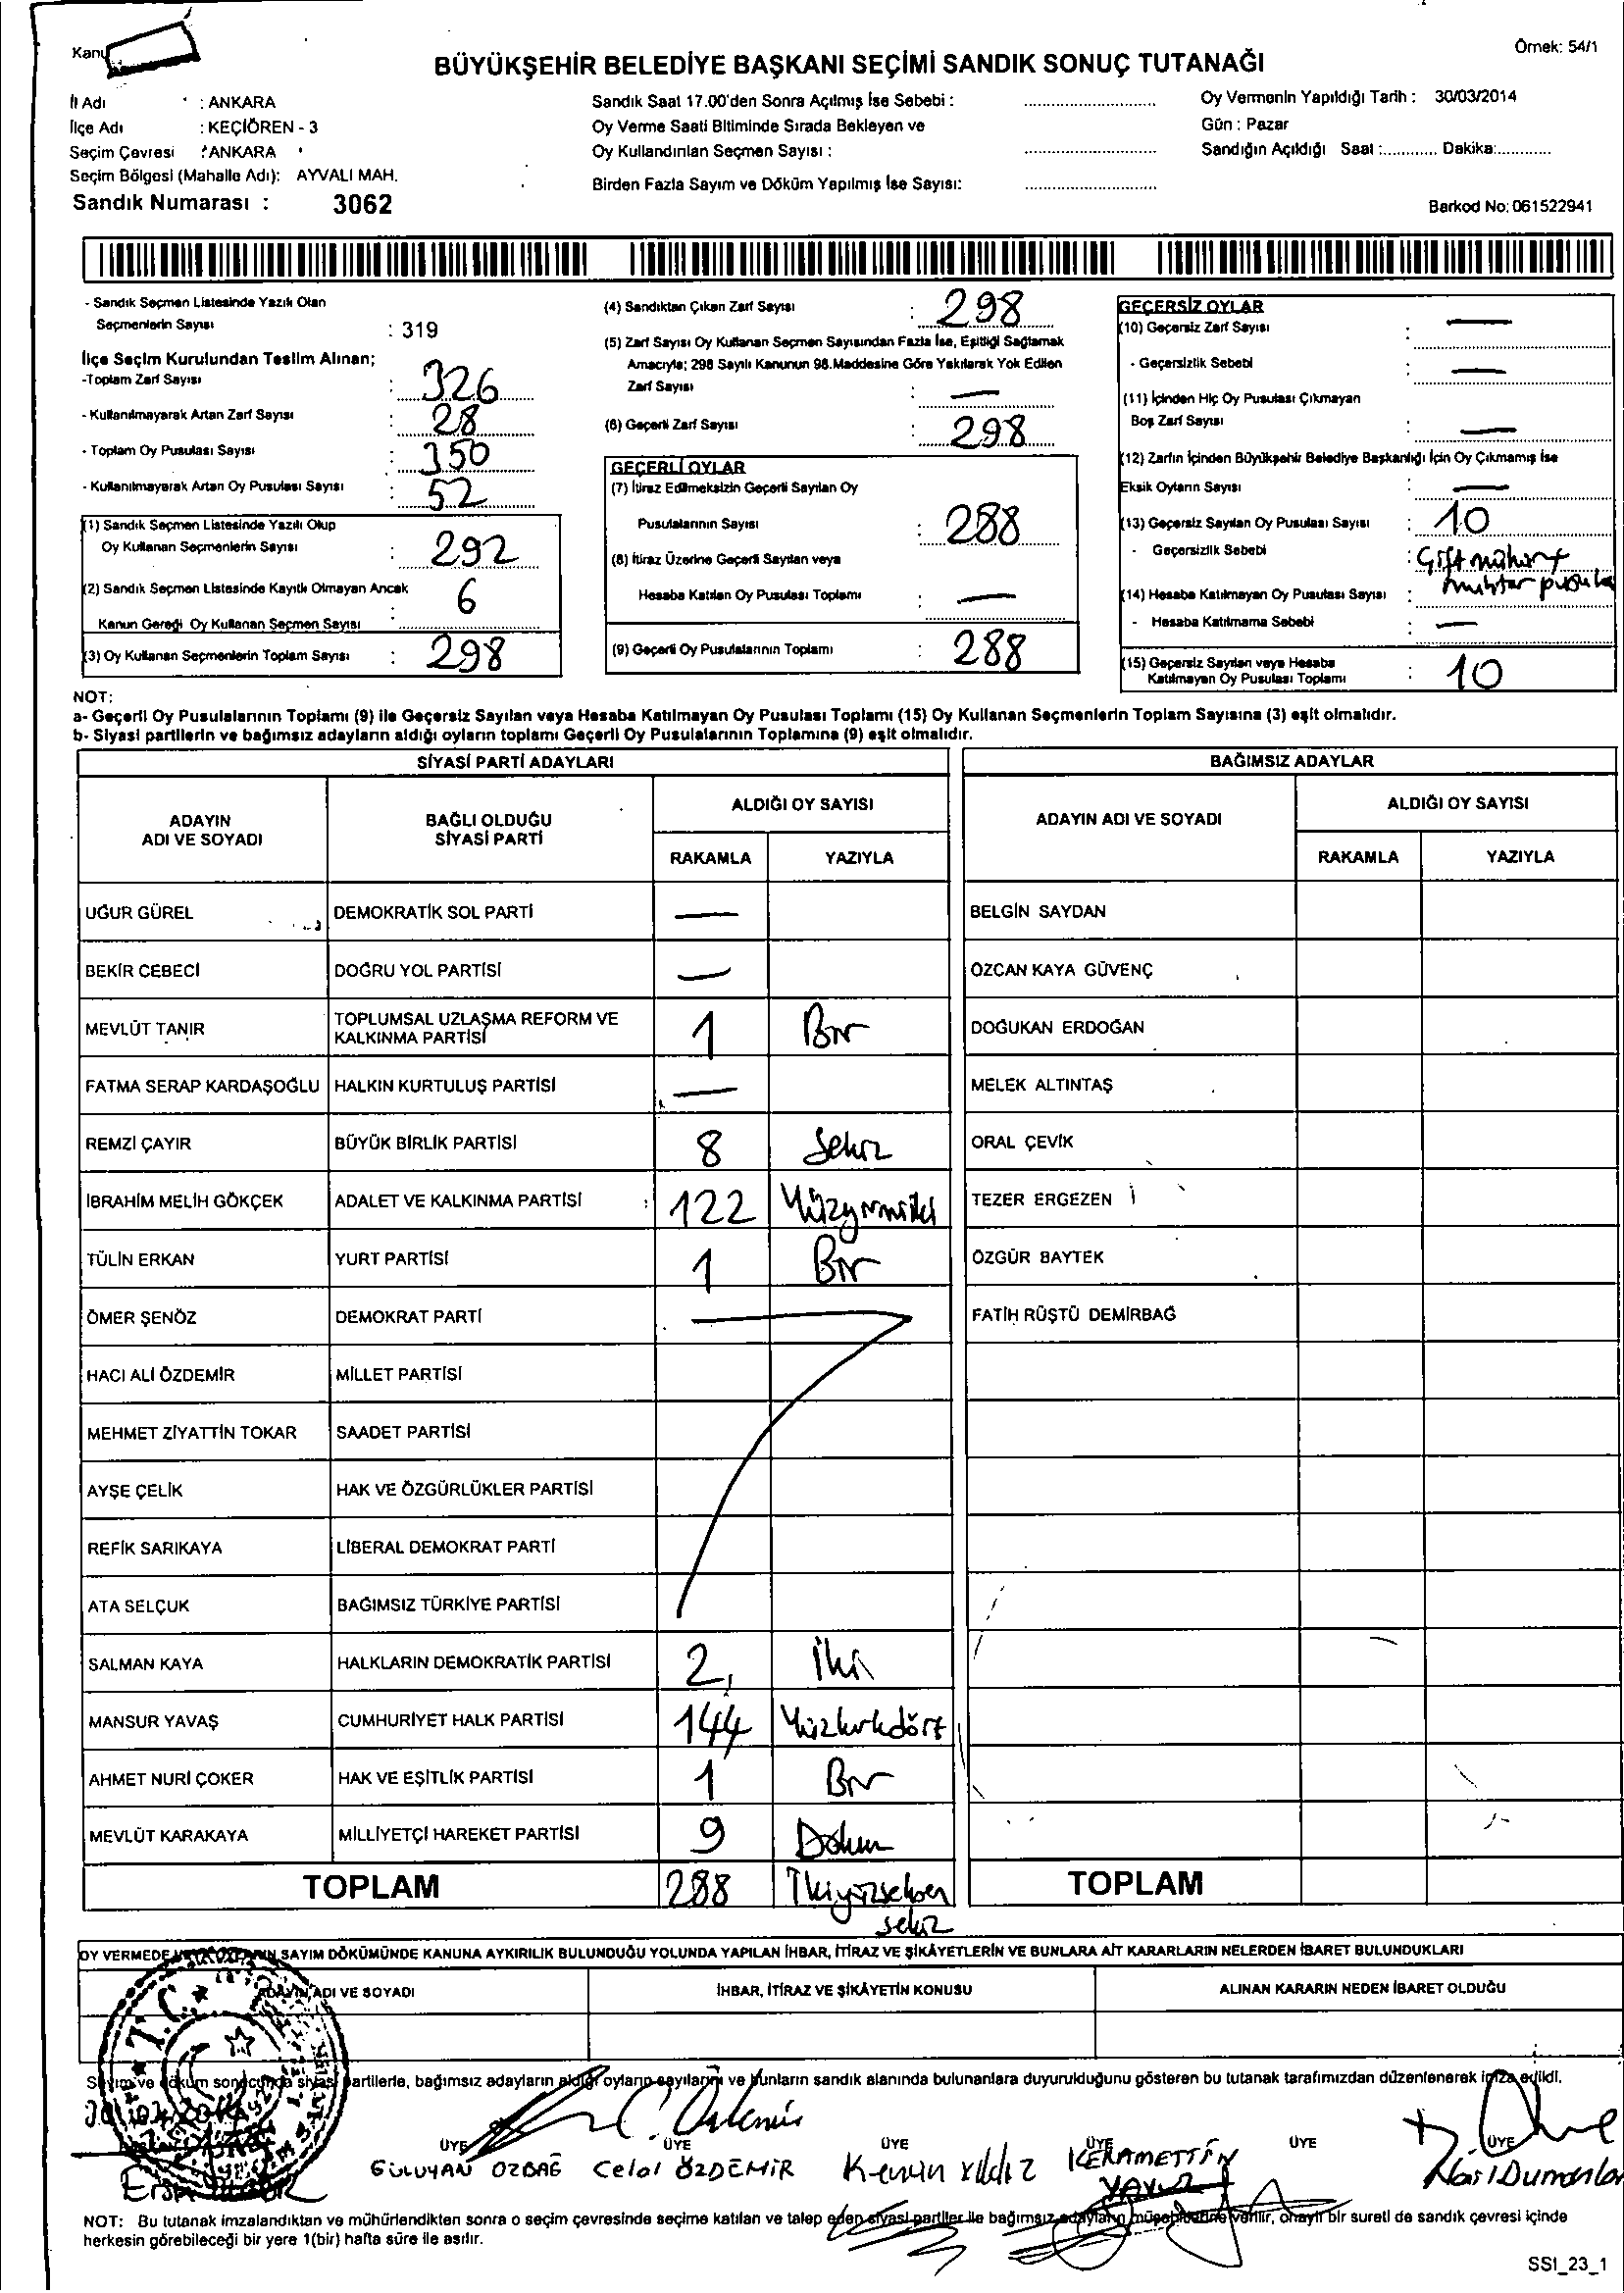 Örnek: 54/1
BÜYÜKŞEHİR BELEDİYE BAŞKANI SEÇİMİ SANDIK SONUÇ TUTANAĞI
İl Adı : ANKARA
İlçe Adı : KEÇİÖREN - 3
Seçim Çevresi : ANKARA
Seçim Bölgesi (Mahalle Adı): AYVALI MAH.
Sandık Numarası : 3062
Sandık Saat 17.00'den Sonra Açılmış İse Sebebi :
Oy Verme Saati Bitiminde Sırada Bekleyen ve
Oy Kullandırılan Seçmen Sayısı :
Birden Fazla Sayım ve Döküm Yapılmış İse Sayısı:
Oy Vermenin Yapıldığı Tarih : 30/03/2014
Gün : Pazar
Sandığın Açıldığı Saat :............ Dakika:............
Barkod No: 061522941
- Sandık Seçmen Listesinde Yazılı Olan
Seçmenlerin Sayısı : 319
İlçe Seçim Kurulundan Teslim Alınan;
-Toplam Zarf Sayısı : 326
- Kullanılmayarak Artan Zarf Sayısı : 28
- Toplam Oy Pusulası Sayısı : 350
- Kullanılmayarak Artan Oy Pusulası Sayısı : 52
(1) Sandık Seçmen Listesinde Yazılı Olup
Oy Kullanan Seçmenlerin Sayısı : 292
(2) Sandık Seçmen Listesinde Kayıtlı Olmayan Ancak
Kanun Gereği Oy Kullanan Seçmen Sayısı : 6
(3) Oy Kullanan Seçmenlerin Toplam Sayısı : 298
(4) Sandıktan Çıkan Zarf Sayısı : 298
(5) Zarf Sayısı Oy Kullanan Seçmen Sayısından Fazla İse, Eşitliği Sağlamak
Amacıyla; 298 Sayılı Kanunun 98.Maddesine Göre Yakılarak Yok Edilen
Zarf Sayısı : —
(6) Geçerli Zarf Sayısı : 298
GEÇERLİ OYLAR
(7) İtiraz Edilmeksizin Geçerli Sayılan Oy
Pusulalarının Sayısı : 288
(8) İtiraz Üzerine Geçerli Sayılan veya
Hesaba Katılan Oy Pusulası Toplamı : —
(9) Geçerli Oy Pusulalarının Toplamı : 288
GEÇERSİZ OYLAR
(10) Geçersiz Zarf Sayısı : —
- Geçersizlik Sebebi : —
(11) İçinden Hiç Oy Pusulası Çıkmayan
Boş Zarf Sayısı : —
(12) Zarfın İçinden Büyükşehir Belediye Başkanlığı İçin Oy Çıkmamış İse
Eksik Oyların Sayısı : —
(13) Geçersiz Sayılan Oy Pusulası Sayısı : 10
- Geçersizlik Sebebi : Çift mühür
muhtar pusula
(14) Hesaba Katılmayan Oy Pusulası Sayısı :
- Hesaba Katılmama Sebebi : —
(15) Geçersiz Sayılan veya Hesaba
Katılmayan Oy Pusulası Toplamı : 10
NOT:
a- Geçerli Oy Pusulalarının Toplamı (9) ile Geçersiz Sayılan veya Hesaba Katılmayan Oy Pusulası Toplamı (15) Oy Kullanan Seçmenlerin Toplam Sayısına (3) eşit olmalıdır.
b- Siyasi partilerin ve bağımsız adayların aldığı oyların toplamı Geçerli Oy Pusulalarının Toplamına (9) eşit olmalıdır.
SİYASİ PARTİ ADAYLARI
ADAYIN ADI VE SOYADI BAĞLI OLDUĞU SİYASİ PARTİ ALDIĞI OY SAYISI
RAKAMLA YAZIYLA
UĞUR GÜREL DEMOKRATİK SOL PARTİ —
BEKİR CEBECİ DOĞRU YOL PARTİSİ —
MEVLÜT TANIR TOPLUMSAL UZLAŞMA REFORM VE KALKINMA PARTİSİ 1 Bir
FATMA SERAP KARDAŞOĞLU HALKIN KURTULUŞ PARTİSİ —
REMZİ ÇAYIR BÜYÜK BİRLİK PARTİSİ 8 Sekiz
İBRAHİM MELİH GÖKÇEK ADALET VE KALKINMA PARTİSİ 122 Yüzyirmiiki
TÜLİN ERKAN YURT PARTİSİ 1 Bir
ÖMER ŞENÖZ DEMOKRAT PARTİ
HACI ALİ ÖZDEMİR MİLLET PARTİSİ
MEHMET ZİYATTİN TOKAR SAADET PARTİSİ
AYŞE ÇELİK HAK VE ÖZGÜRLÜKLER PARTİSİ
REFİK SARIKAYA LİBERAL DEMOKRAT PARTİ
ATA SELÇUK BAĞIMSIZ TÜRKİYE PARTİSİ
SALMAN KAYA HALKLARIN DEMOKRATİK PARTİSİ 2 İki
MANSUR YAVAŞ CUMHURİYET HALK PARTİSİ 144 Yüzkırkdört
AHMET NURİ ÇOKER HAK VE EŞİTLİK PARTİSİ 1 Bir
MEVLÜT KARAKAYA MİLLİYETÇİ HAREKET PARTİSİ 9 Dokuz
TOPLAM 288 İkiyüzseksen
sekiz
BAĞIMSIZ ADAYLAR
ADAYIN ADI VE SOYADI ALDIĞI OY SAYISI
RAKAMLA YAZIYLA
BELGİN SAYDAN
ÖZCAN KAYA GÜVENÇ
DOĞUKAN ERDOĞAN
MELEK ALTINTAŞ
ORAL ÇEVİK
TEZER ERGEZEN
ÖZGÜR BAYTEK
FATİH RÜŞTÜ DEMİRBAĞ
TOPLAM
OY VERMEDE SAYIM DÖKÜMÜNDE KANUNA AYKIRILIK BULUNDUĞU YOLUNDA YAPILAN İHBAR, İTİRAZ VE ŞİKÂYETLERİN VE BUNLARA AİT KARARLARIN NELERDEN İBARET BULUNDUKLARI
ADAYIN ADI VE SOYADI İHBAR, İTİRAZ VE ŞİKÂYETİN KONUSU ALINAN KARARIN NEDEN İBARET OLDUĞU
T.C.
Sayım ve döküm sonucunda siyasi partilerle, bağımsız adayların aldığı oyların sayılarını ve bunların sandık alanında bulunanlara duyurulduğunu gösteren bu tutanak tarafımızdan düzenlenerek imza edildi.
ÜYE ÜYE ÜYE ÜYE ÜYE ÜYE
GÜLÜYAN ÖZBAĞ Celal ÖZDEMİR Kerwin Yıldız KERAMETTİN YAVUZ
NOT: Bu tutanak imzalandıktan ve mühürlendikten sonra o seçim çevresinde seçime katılan ve talep eden siyasi partiler ile bağımsız adayların müşahidlerine verilir, onaylı bir sureti de sandık çevresi içinde
herkesin görebileceği bir yere 1(bir) hafta süre ile asılır.
SSI_23_1